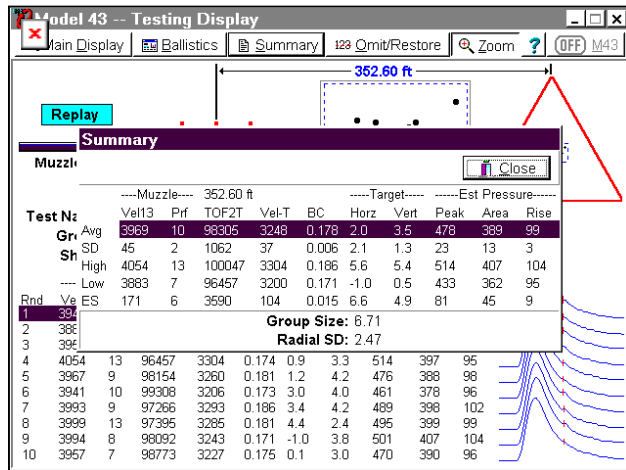 Model 43 -- Testing Display
Main Display Ballistics Summary 123 Omit/Restore Zoom ? OFF M43
352.60 ft
Replay
Summary
Close
----Muzzle---- 352.60 ft -----Target----- -----Est Pressure------
Vel13 Prf TOF2T Vel-T BC Horz Vert Peak Area Rise
Avg 3969 10 98305 3248 0.178 2.0 3.5 478 389 99
SD 45 2 1062 37 0.006 2.1 1.3 23 13 3
High 4054 13 100047 3304 0.186 5.6 5.4 514 407 104
Low 3883 7 96457 3200 0.171 -1.0 0.5 433 362 95
ES 171 6 3590 104 0.015 6.6 4.9 81 45 9
Group Size: 6.71
Radial SD: 2.47
Rnd
1
2
3
4 4054 13 96457 3304 0.174 0.9 3.3 514 397 95
5 3967 9 98154 3260 0.181 1.2 4.2 476 388 98
6 3941 10 99308 3206 0.173 3.0 4.0 461 378 96
7 3993 9 97266 3293 0.186 3.4 4.2 489 398 102
8 3999 13 97395 3285 0.181 4.4 2.4 495 399 99
9 3994 8 98092 3243 0.171 -1.0 3.8 501 407 104
10 3957 7 98773 3227 0.175 0.1 3.0 470 390 96